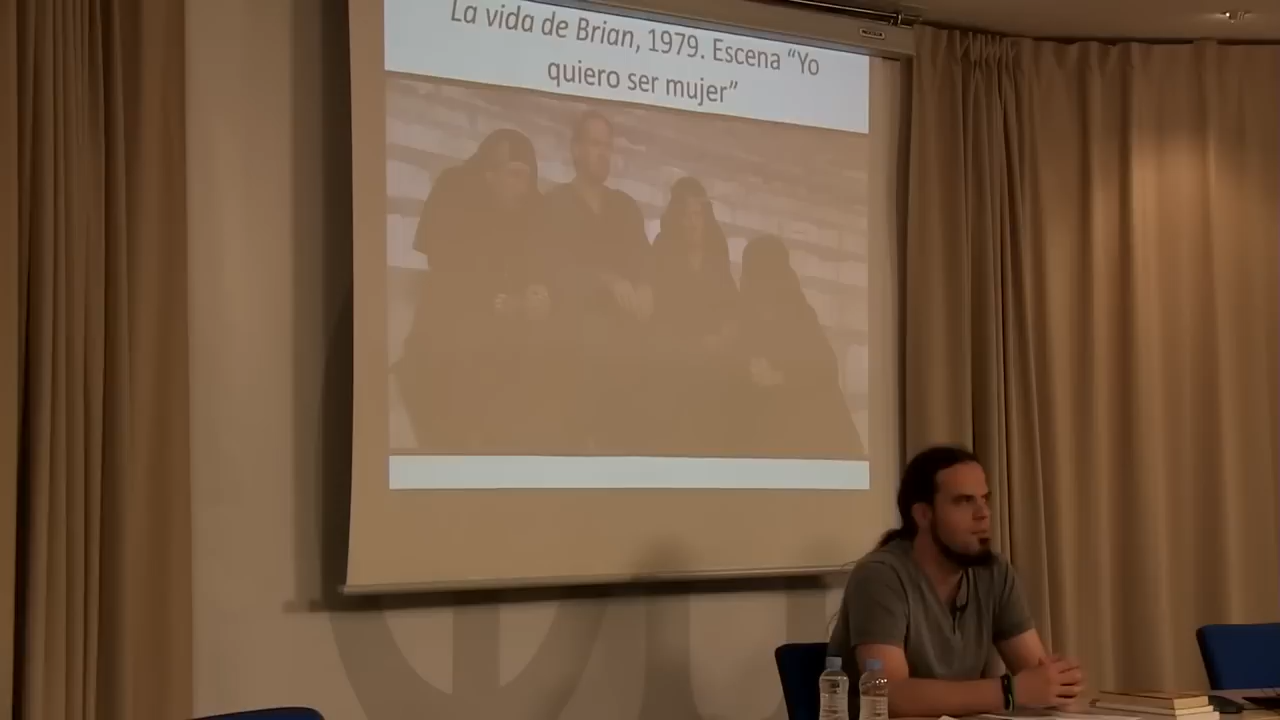 La vida de Brian, 1979. Escena “Yo
quiero ser mujer”